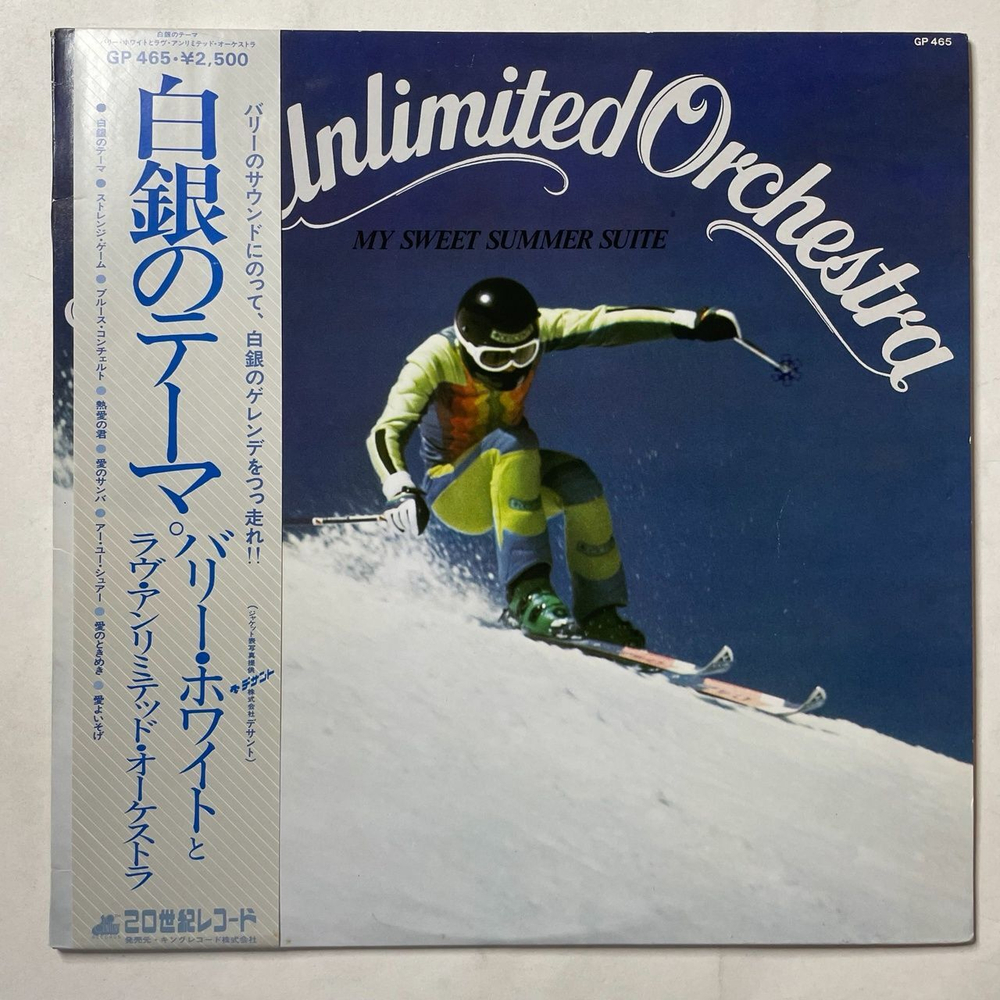 白銀のテーマ
バリー・ホワイトとラヴ・アンリミテッド・オーケストラ
GP 465・¥2,500
バリーのサウンドにのって、白銀のゲレンデをつっ走れ!!
(ジャケット表写真提供 デサント 株式会社デサント)
白銀のテーマ。
バリー・ホワイトと
ラヴ・アンリミテッド・オーケストラ
●白銀のテーマ●ストレンジ・ゲーム●ブルース・コンチェルト●熱愛の君●愛のサンバ●アー・ユー・シュアー●愛のときめき●愛よいそげ
20世紀レコード
発売元・キングレコード株式会社
GP 465
Unlimited Orchestra
MY SWEET SUMMER SUITE